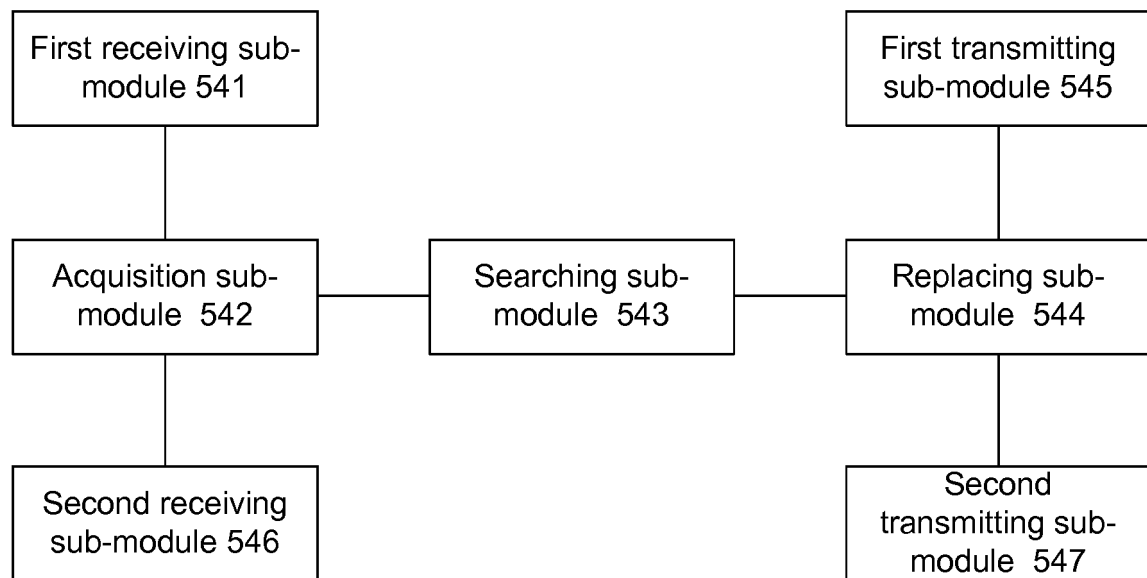 First receiving sub-
module 541
First transmitting
sub-module 545
Acquisition sub-
module 542
Searching sub-
module 543
Replacing sub-
module 544
Second receiving
sub-module 546
Second
transmitting sub-
module 547